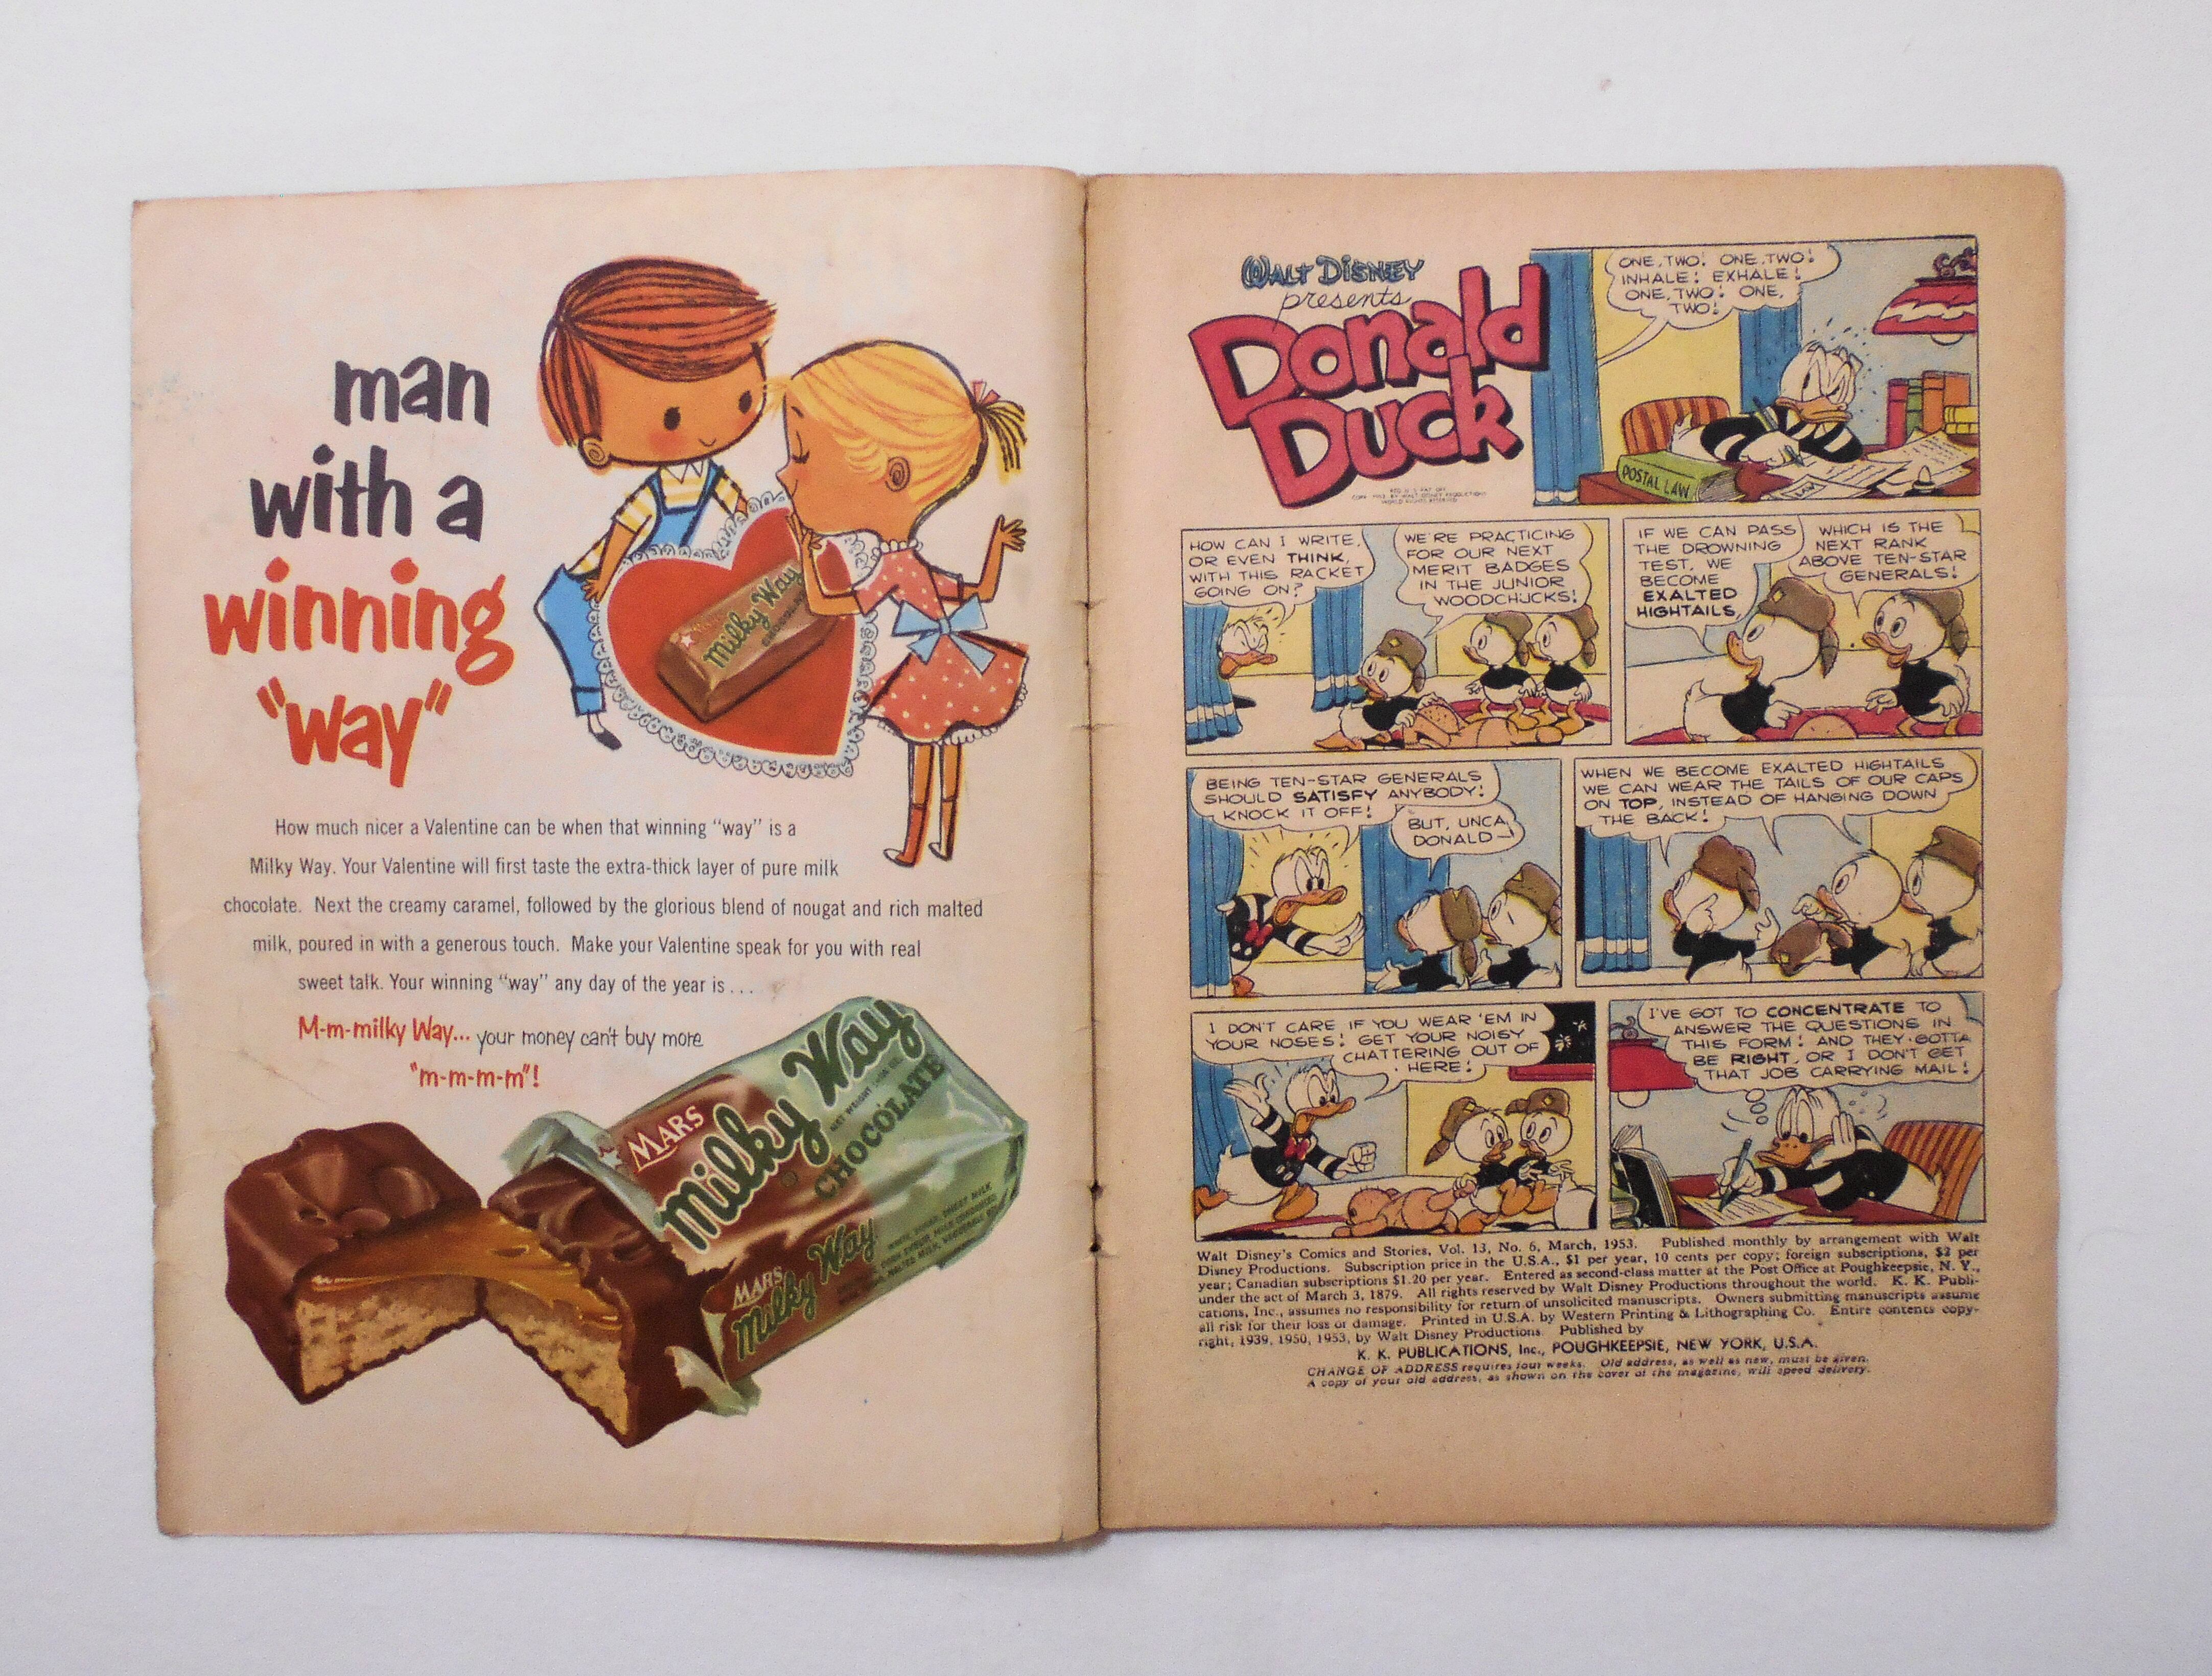 man
with a
winning
"way"
Milky Way
How much nicer a Valentine can be when that winning "way" is a
Milky Way. Your Valentine will first taste the extra-thick layer of pure milk
chocolate. Next the creamy caramel, followed by the glorious blend of nougat and rich malted
milk, poured in with a generous touch. Make your Valentine speak for you with real
sweet talk. Your winning "way" any day of the year is ...
M-m-milky Way... your money can't buy more
"m-m-m-m"!
MARS
Milky Way
CHOCOLATE
MARS
Milky Way
WALT DISNEY
presents
Donald
Duck
ONE, TWO! ONE, TWO!
INHALE! EXHALE!
ONE, TWO! ONE,
TWO!
POSTAL LAW
LAW
HOW CAN I WRITE,
OR EVEN THINK,
WITH THIS RACKET
GOING ON?
WE'RE PRACTICING
FOR OUR NEXT
MERIT BADGES
IN THE JUNIOR
WOODCHUCKS!
IF WE CAN PASS
THE DROWNING
TEST, WE
BECOME
EXALTED
HIGHTAILS,
WHICH IS THE
NEXT RANK
ABOVE TEN-STAR
GENERALS!
BEING TEN-STAR GENERALS
SHOULD SATISFY ANYBODY!
KNOCK IT OFF!
BUT, UNCA
DONALD—
WHEN WE BECOME EXALTED HIGHTAILS
WE CAN WEAR THE TAILS OF OUR CAPS
ON TOP, INSTEAD OF HANGING DOWN
THE BACK!
I DON'T CARE IF YOU WEAR 'EM IN
YOUR NOSES! GET YOUR NOISY
CHATTERING OUT OF
HERE!
I'VE GOT TO CONCENTRATE TO
ANSWER THE QUESTIONS IN
THIS FORM! AND THEY GOTTA
BE RIGHT, OR I DON'T GET
THAT JOB CARRYING MAIL!
Walt Disney's Comics and Stories, Vol. 13, No. 6, March, 1953. Published monthly by arrangement with Walt
Disney Productions. Subscription price in the U.S.A., $1 per year, 10 cents per copy; foreign subscriptions, $2 per
year; Canadian subscriptions $1.20 per year. Entered as second-class matter at the Post Office at Poughkeepsie, N. Y.,
under the act of March 3, 1879. All rights reserved by Walt Disney Productions throughout the world. K. K. Publi-
cations, Inc., assumes no responsibility for return of unsolicited manuscripts. Owners submitting manuscripts assume
all risk for their loss or damage. Printed in U.S.A. by Western Printing & Lithographing Co. Entire contents copy-
right, 1939, 1950, 1953, by Walt Disney Productions. Published by
K. K. PUBLICATIONS, Inc., POUGHKEEPSIE, NEW YORK, U.S.A.
CHANGE OF ADDRESS requires four weeks. Old address, as well as new, must be given.
A copy of your old address, as shown on the cover of the magazine, will speed delivery.